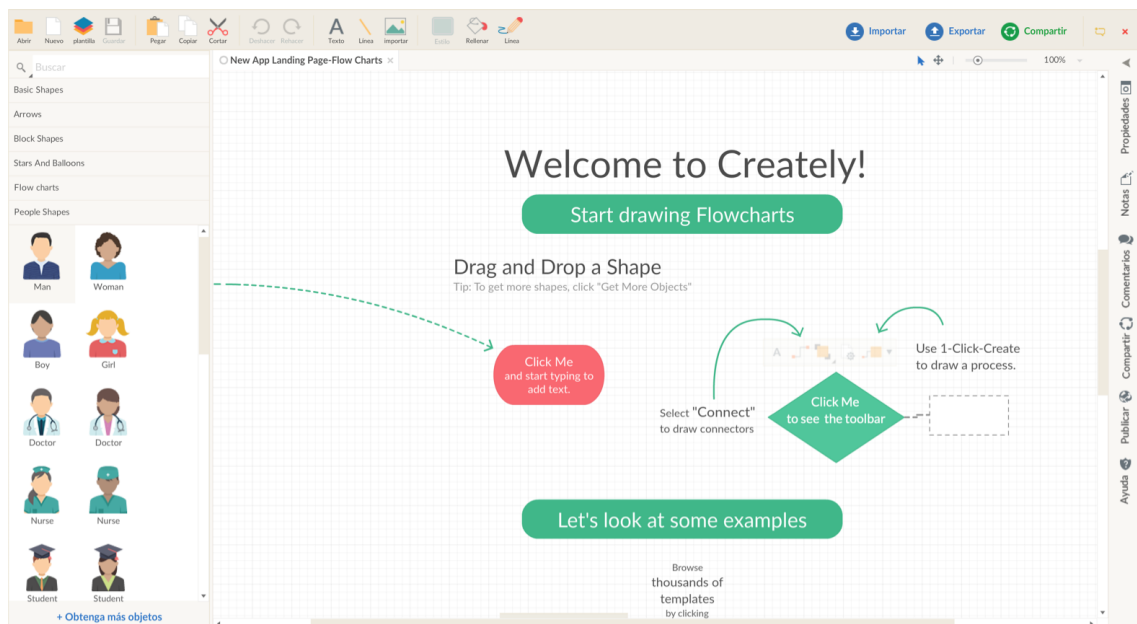 Abrir Nuevo plantilla Guardar Pegar Copiar Cortar Deshacer Rehacer Texto Línea importar Estilo Rellenar Línea
Importar Exportar Compartir
Buscar
New App Landing Page-Flow Charts
100%
Basic Shapes
Arrows
Block Shapes
Stars And Balloons
Flow charts
People Shapes
Man Woman
Boy Girl
Doctor Doctor
Nurse Nurse
Student Student
+ Obtenga más objetos
Welcome to Creately!
Start drawing Flowcharts
Drag and Drop a Shape
Tip: To get more shapes, click "Get More Objects"
Click Me
and start typing to
add text.
Select "Connect"
to draw connectors
A
Click Me
to see the toolbar
Use 1-Click-Create
to draw a process.
Let's look at some examples
Browse
thousands of
templates
by clicking
Propiedades
Notas
Comentarios
Compartir
Publicar
Ayuda